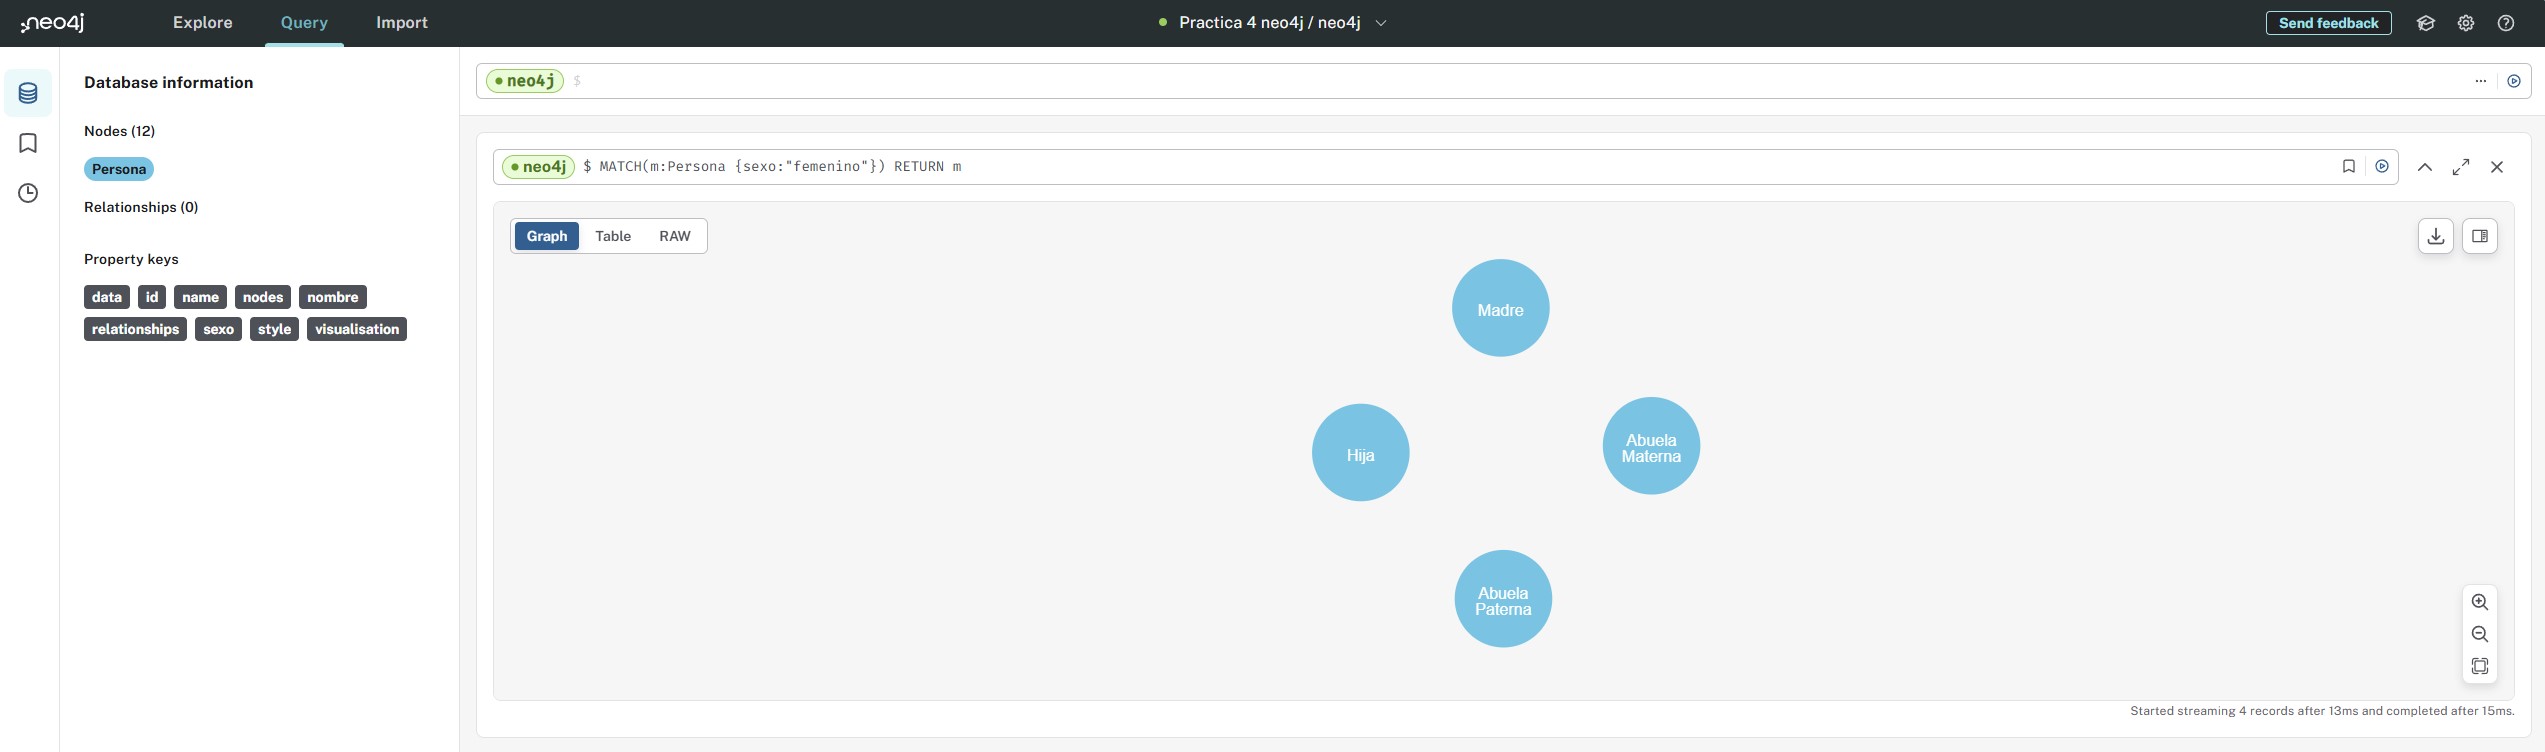 neo4j
Explore Query Import
Practica 4 neo4j / neo4j
Send feedback
Database information
Nodes (12)
Persona
Relationships (0)
Property keys
data id name nodes nombre
relationships sexo style visualisation
neo4j $
neo4j $ MATCH(m:Persona {sexo:"femenino"}) RETURN m
Graph Table RAW
Madre
Hija
Abuela
Materna
Abuela
Paterna
Started streaming 4 records after 13ms and completed after 15ms.